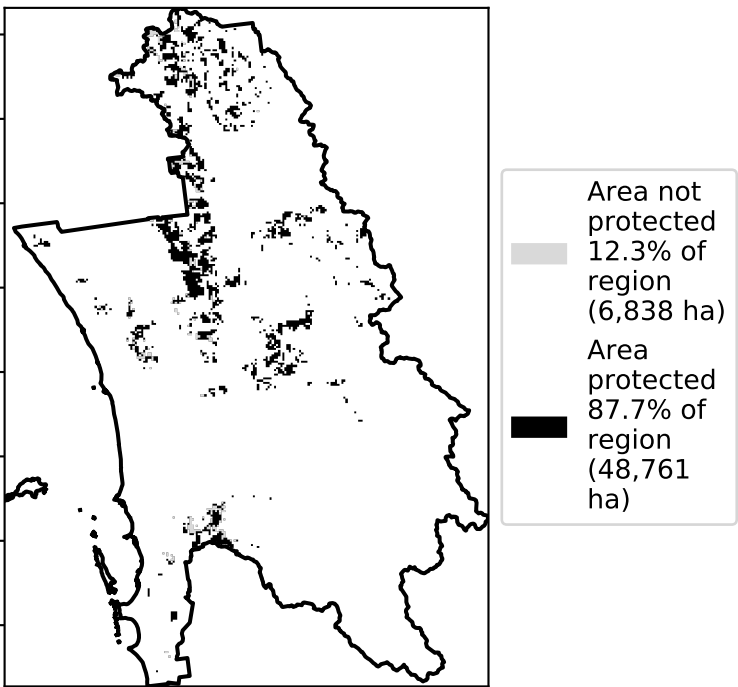 Area not
protected
12.3% of
region
(6,838 ha)
Area
protected
87.7% of
region
(48,761
ha)